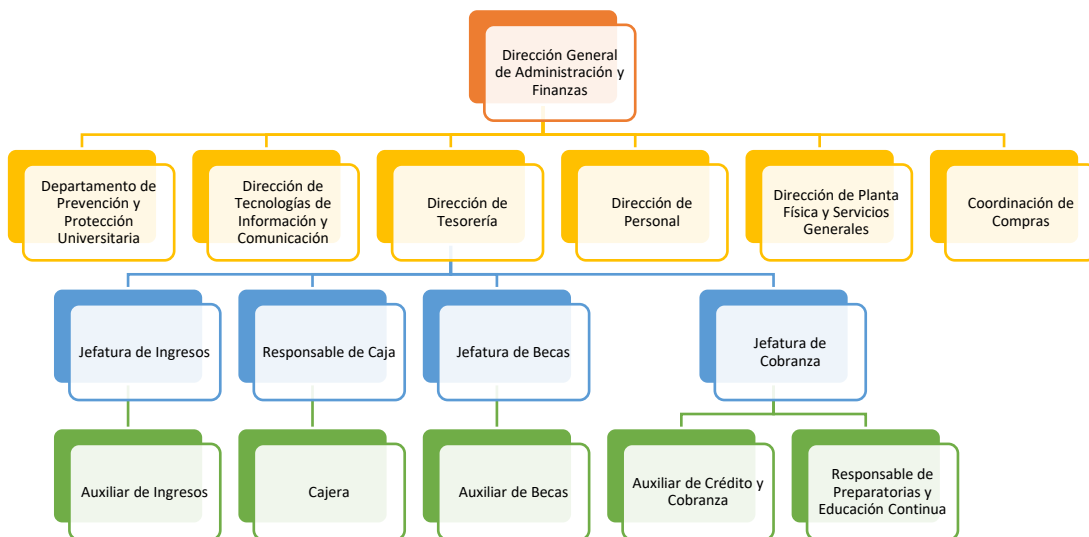 Dirección General
de Administración y
Finanzas
Departamento de
Prevención y
Protección
Universitaria
Dirección de
Tecnologías de
Información y
Comunicación
Dirección de
Tesorería
Dirección de
Personal
Dirección de Planta
Física y Servicios
Generales
Coordinación de
Compras
Jefatura de Ingresos
Responsable de Caja
Jefatura de Becas
Jefatura de
Cobranza
Auxiliar de Ingresos
Cajera
Auxiliar de Becas
Auxiliar de Crédito y
Cobranza
Responsable de
Preparatorias y
Educación Continua